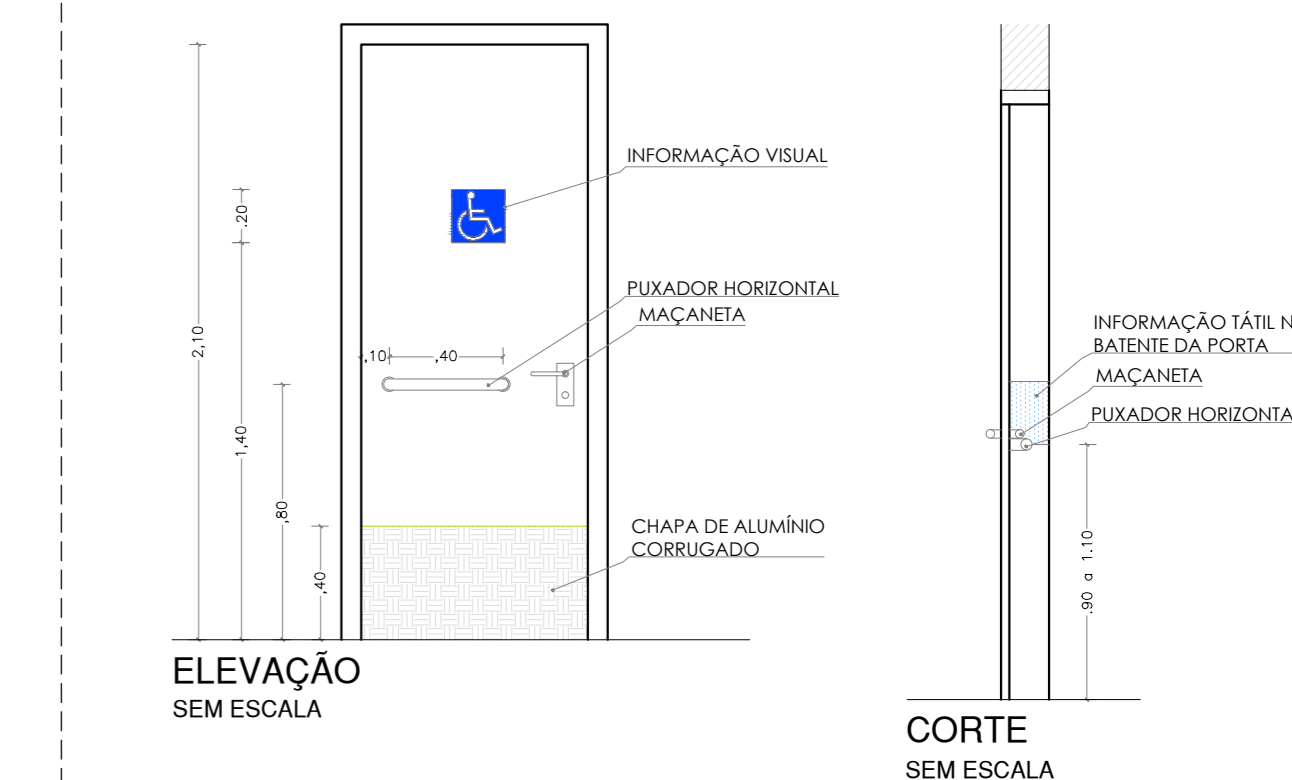 INFORMAÇÃO VISUAL
.20
PUXADOR HORIZONTAL
MAÇANETA
2,10
,10
,40
1,40
,80
,40
CHAPA DE ALUMÍNIO
CORRUGADO
ELEVAÇÃO
SEM ESCALA
INFORMAÇÃO TÁTIL
BATENTE DA PORTA
MAÇANETA
PUXADOR HORIZONTA
.90 a 1.10
CORTE
SEM ESCALA